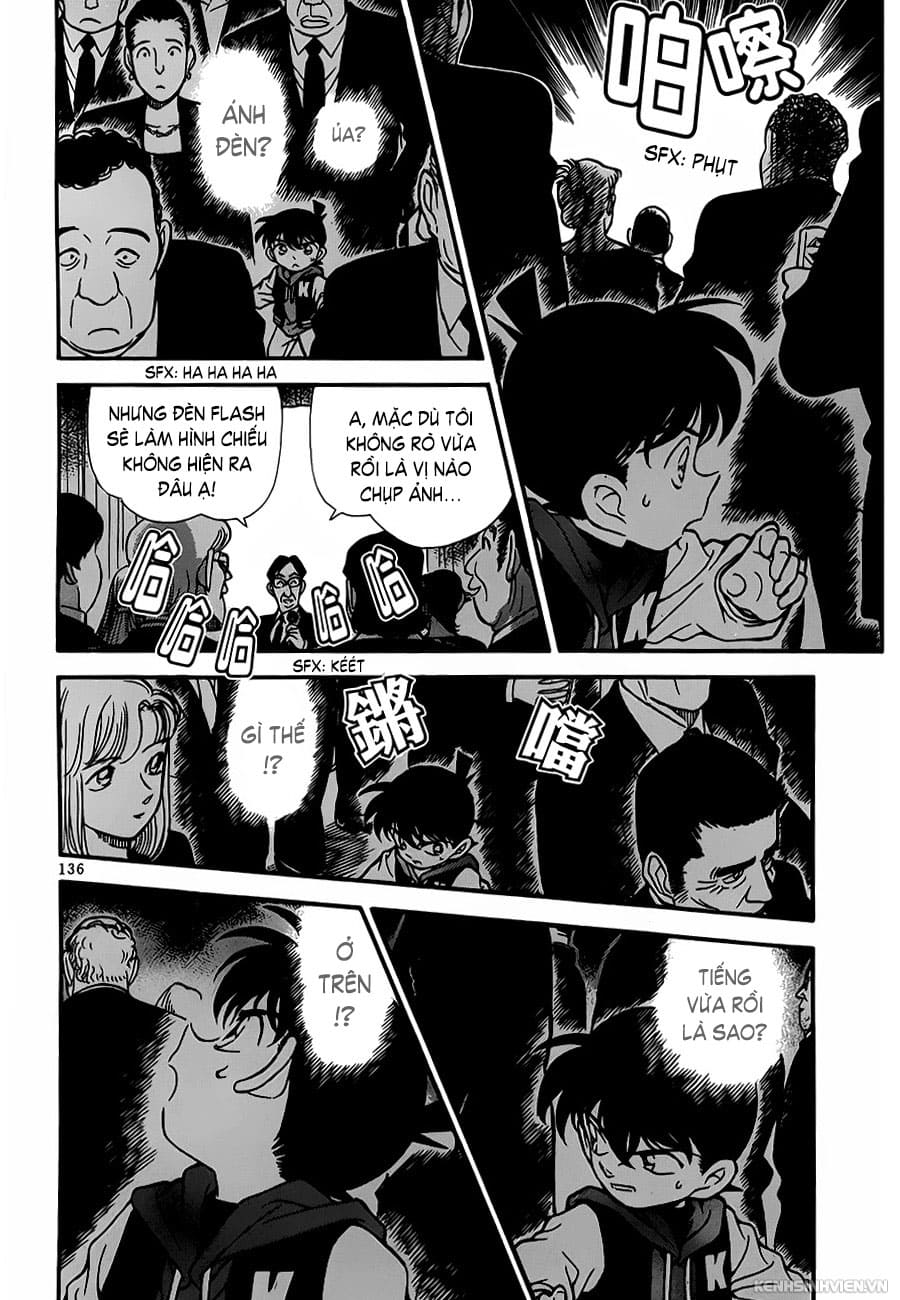 咱嚓
SFX: PHỤT
ỦA?
ÁNH
ĐÈN?
K
SFX: HA HA HA HA
A, MẶC DÙ TÔI
KHÔNG RÕ VỪA
RỒI LÀ VỊ NÀO
CHỤP ẢNH...
NHƯNG ĐÈN FLASH
SẼ LÀM HÌNH CHIẾU
KHÔNG HIỆN RA
ĐÂU Ạ!
哈哈哈哈哈
SFX: KÉÉT
鏘噹
GÌ THẾ
!?
136
TIẾNG
VỪA RỒI
LÀ SAO?
K
Ở
TRÊN
!?
K
KENHSINHVIEN.VN